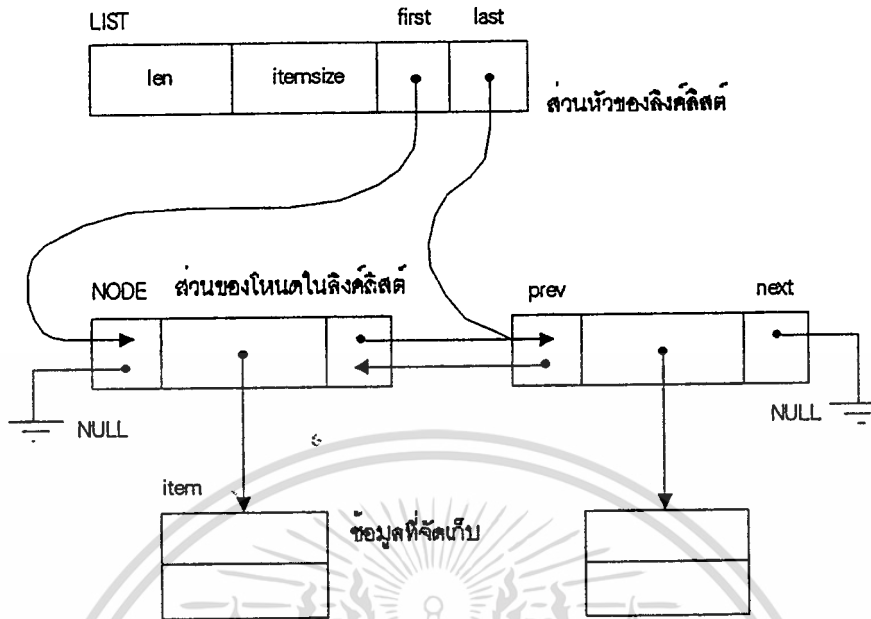 LIST first last
len itemsize
ส่วนหัวของลิงค์ลิสต์
NODE ส่วนของโหนดในลิงค์ลิสต์ prev next
NULL NULL
item
ข้อมูลที่จัดเก็บ